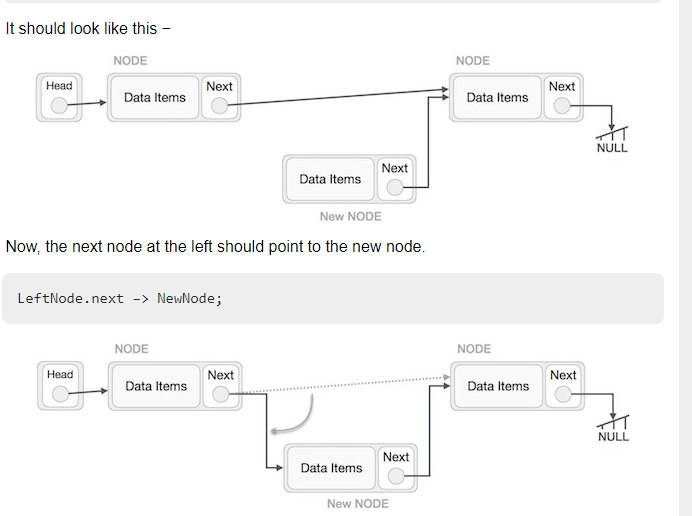 It should look like this –
NODE NODE
Head Next Next
Data Items Data Items
NULL
Next
Data Items
New NODE
Now, the next node at the left should point to the new node.
LeftNode.next -> NewNode;
NODE NODE
Head Next Next
Data Items Data Items
NULL
Next
Data Items
New NODE